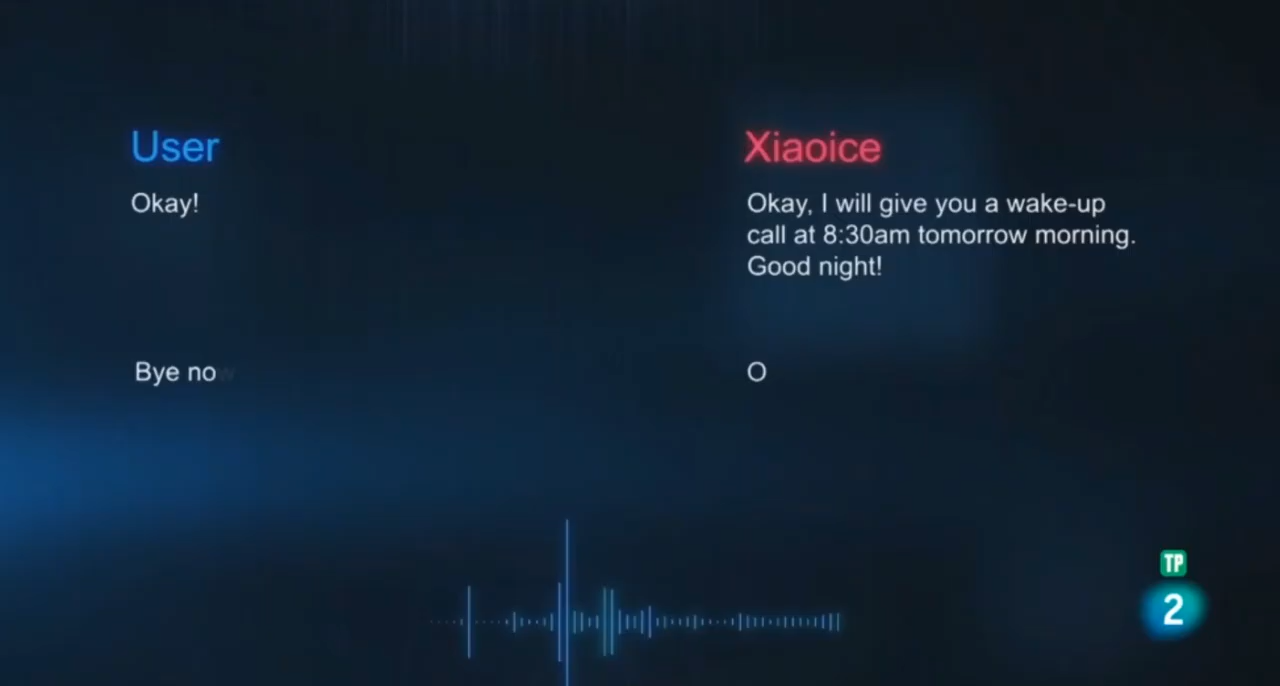 User
Okay!
Bye now
Xiaoice
Okay, I will give you a wake-up
call at 8:30am tomorrow morning.
Good night!
O
TP
2